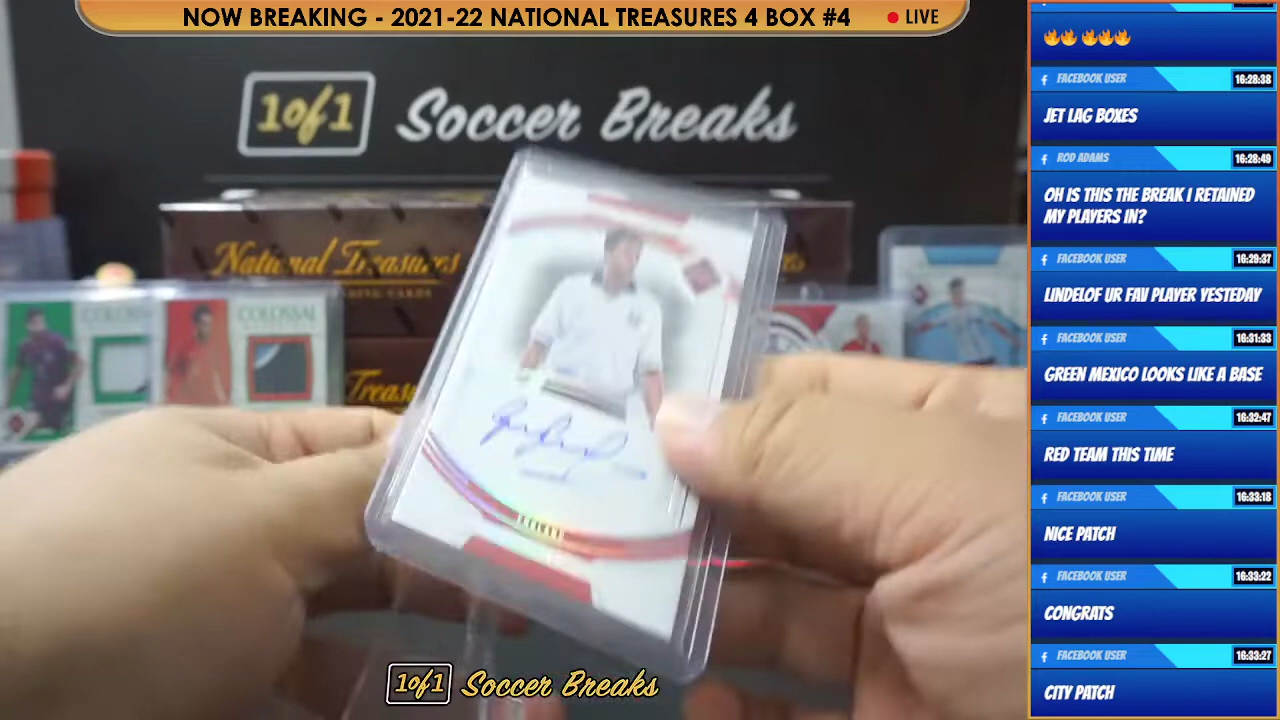 NOW BREAKING - 2021-22 NATIONAL TREASURES 4 BOX #4
LIVE
1of1 Soccer Breaks
National Treasures
TRADING CARDS
COLOSSAL
COLOSSAL
1of1 Soccer Breaks
🔥🔥 🔥🔥🔥
FACEBOOK USER 16:28:38
JET LAG BOXES
ROD ADAMS 16:28:49
OH IS THIS THE BREAK I RETAINED
MY PLAYERS IN?
FACEBOOK USER 16:29:37
LINDELOF UR FAV PLAYER YESTEDAY
FACEBOOK USER 16:31:33
GREEN MEXICO LOOKS LIKE A BASE
FACEBOOK USER 16:32:47
RED TEAM THIS TIME
FACEBOOK USER 16:33:18
NICE PATCH
FACEBOOK USER 16:33:22
CONGRATS
FACEBOOK USER 16:33:27
CITY PATCH